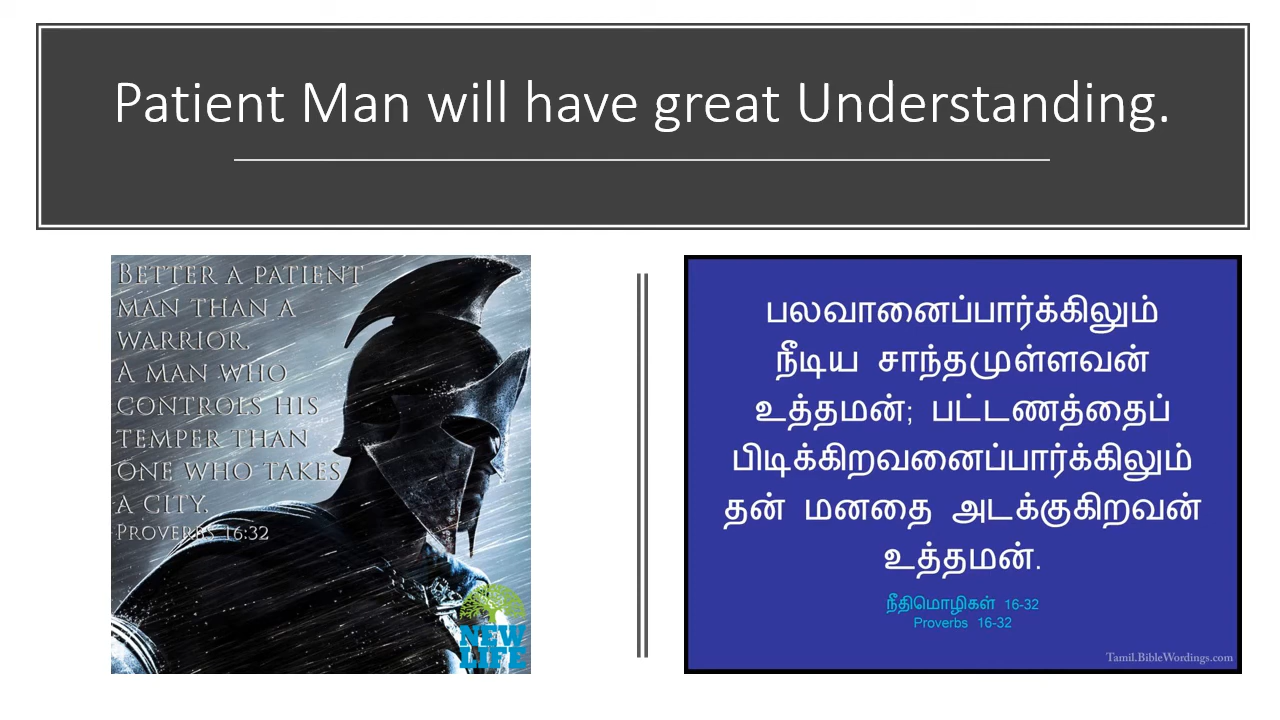 Patient Man will have great Understanding.
BETTER A PATIENT
MAN THAN A
WARRIOR.
A MAN WHO
CONTROLS HIS
TEMPER THAN
ONE WHO TAKES
A CITY.
PROVERBS 16:32
NEW
LIFE
பலவானைப்பார்க்கிலும்
நீடிய சாந்தமுள்ளவன்
உத்தமன்; பட்டணத்தைப்
பிடிக்கிறவனைப்பார்க்கிலும்
தன் மனதை அடக்குகிறவன்
உத்தமன்.
நீதிமொழிகள் 16-32
Proverbs 16-32
Tamil.BibleWordings.com